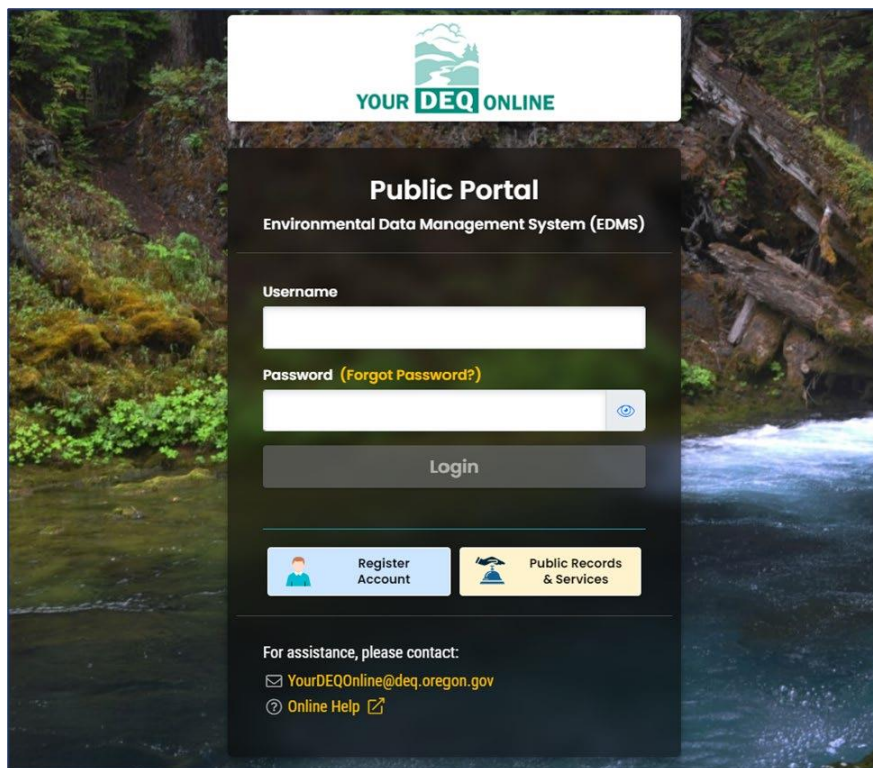 YOUR DEQ ONLINE
Public Portal
Environmental Data Management System (EDMS)
Username
Password (Forgot Password?)
Login
Register
Account
Public Records
& Services
For assistance, please contact:
YourDEQOnline@deq.oregon.gov
Online Help